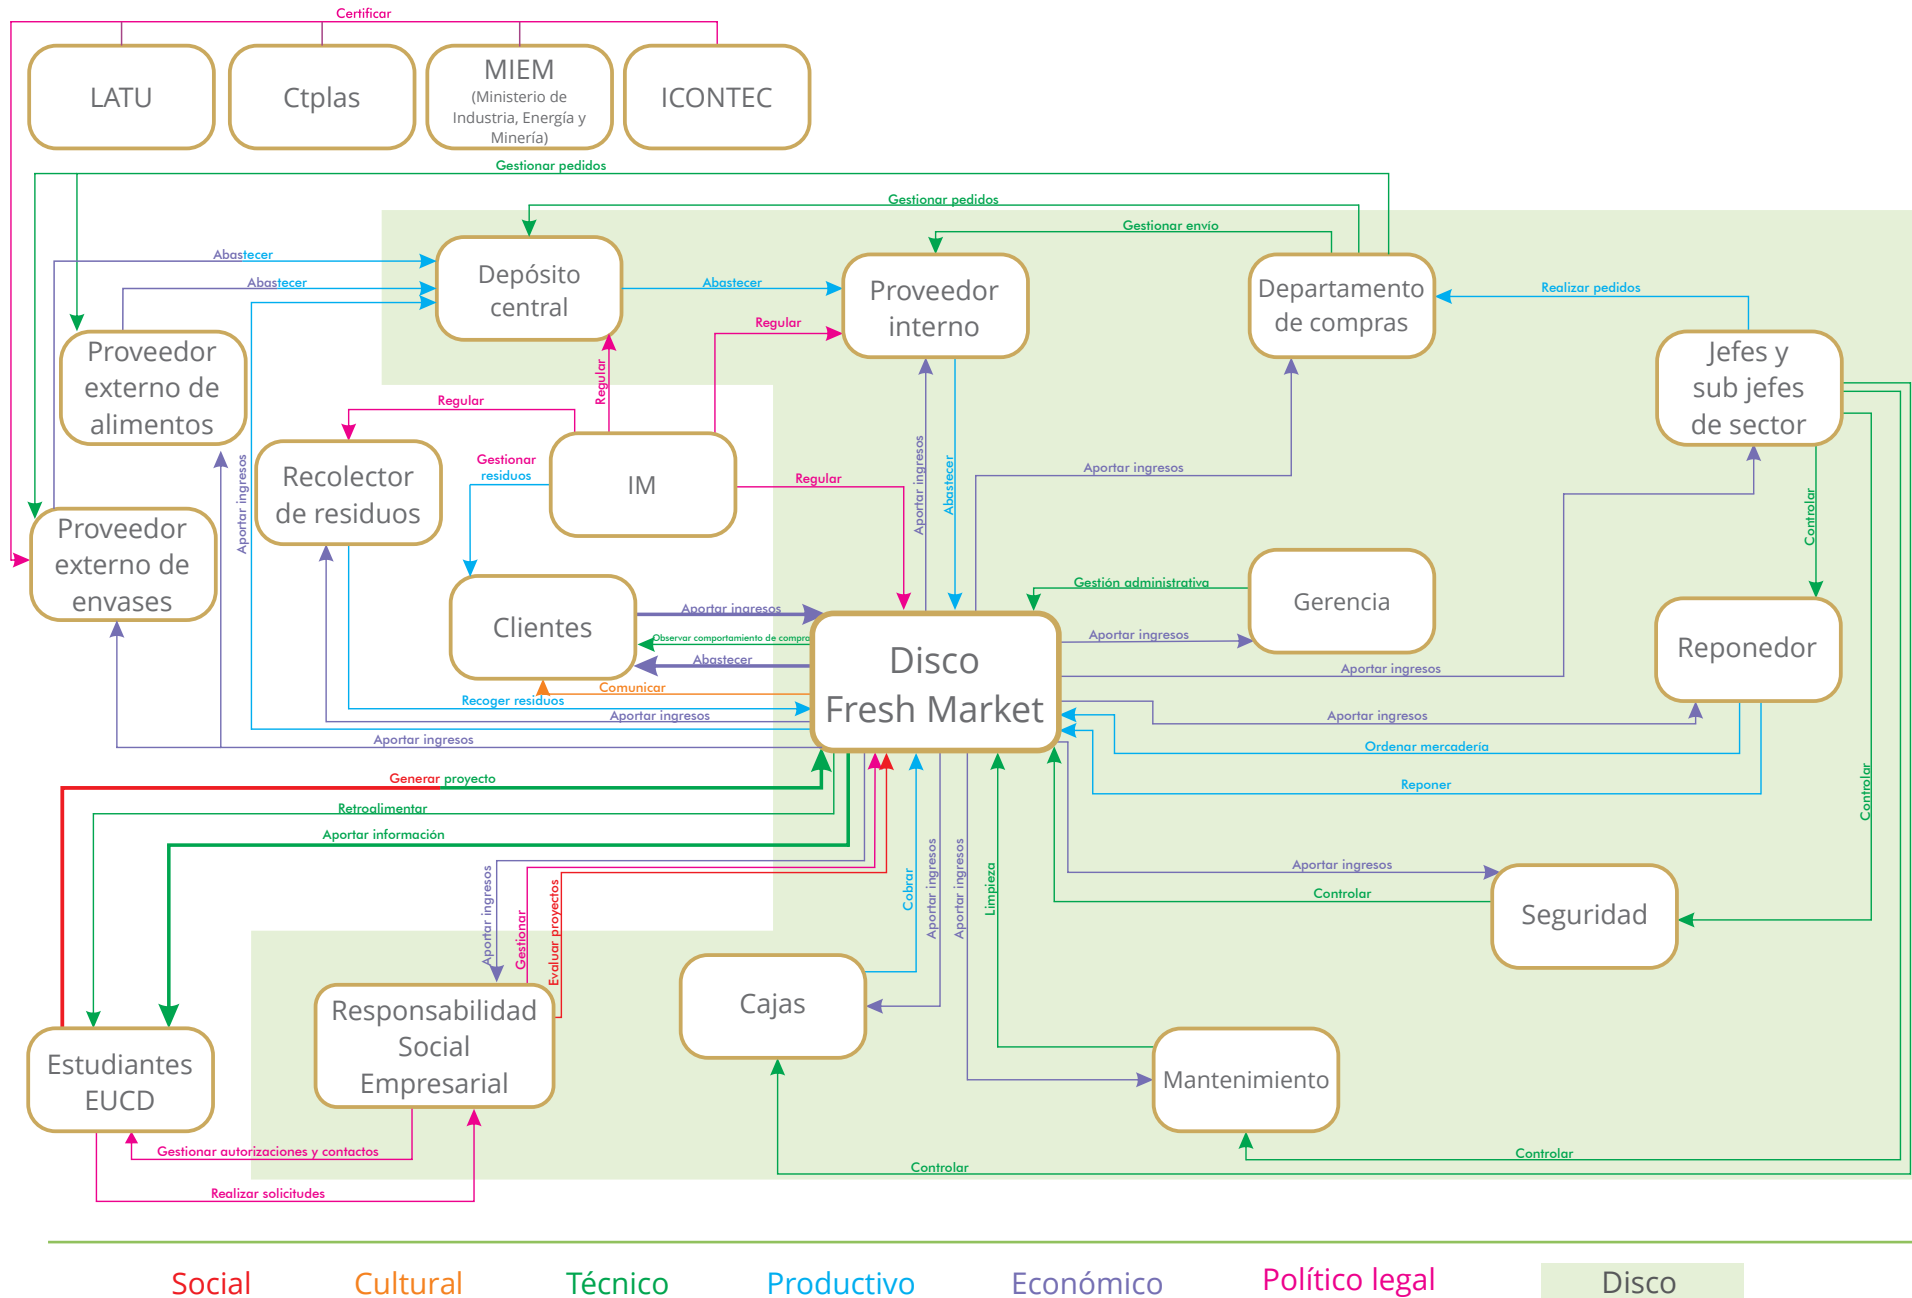 Certificar
LATU
Ctplas
MIEM
(Ministerio de
Industria, Energía y
Minería)
ICONTEC
Gestionar pedidos
Gestionar pedidos
Gestionar envío
Abastecer
Abastecer
Depósito
central
Abastecer
Proveedor
interno
Departamento
de compras
Realizar pedidos
Jefes y
sub jefes
de sector
Proveedor
externo de
alimentos
Regular
Regular
Regular
Recolector
de residuos
Gestionar
residuos
IM
Regular
Aportar ingresos
Aportar ingresos
Abastecer
Aportar ingresos
Controlar
Proveedor
externo de
envases
Clientes
Aportar ingresos
Observar comportamiento de compra
Abastecer
Comunicar
Recoger residuos
Aportar ingresos
Aportar ingresos
Disco
Fresh Market
Gestión administrativa
Gerencia
Aportar ingresos
Aportar ingresos
Aportar ingresos
Reponedor
Ordenar mercadería
Reponer
Controlar
Generar proyecto
Retroalimentar
Aportar información
Aportar ingresos
Gestionar
Evaluar proyectos
Cobrar
Aportar ingresos
Aportar ingresos
Limpieza
Aportar ingresos
Controlar
Seguridad
Responsabilidad
Social
Empresarial
Cajas
Mantenimiento
Estudiantes
EUCD
Gestionar autorizaciones y contactos
Realizar solicitudes
Controlar
Controlar
Social
Cultural
Técnico
Productivo
Económico
Político legal
Disco